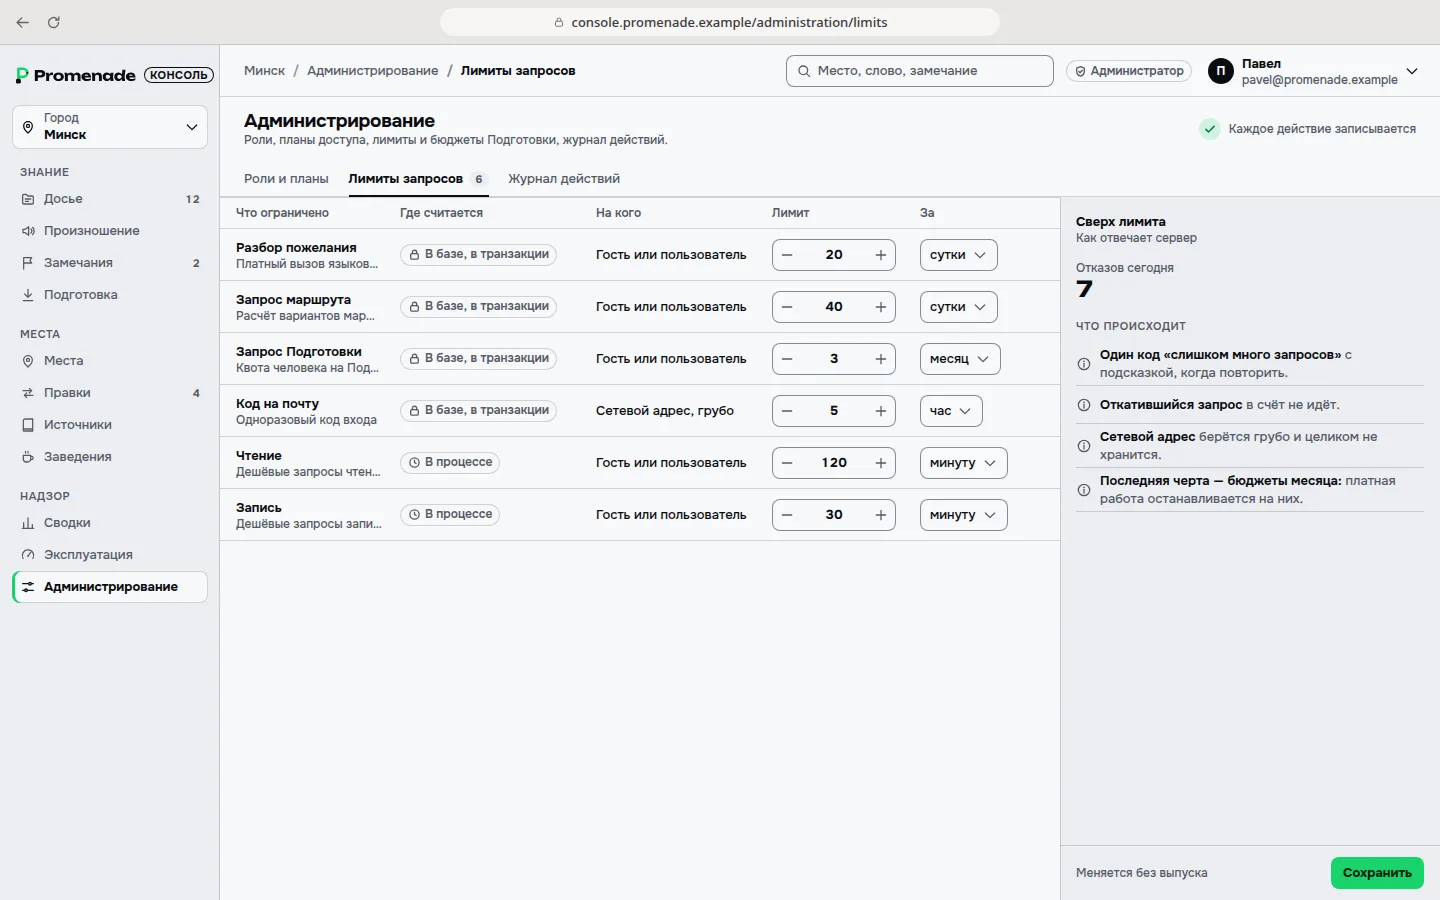 console.promenade.example/administration/limits
Promenade КОНСОЛЬ
Город
Минск
ЗНАНИЕ
Досье 12
Произношение
Замечания 2
Подготовка
МЕСТА
Места
Правки 4
Источники
Заведения
НАДЗОР
Сводки
Эксплуатация
Администрирование
Минск / Администрирование / Лимиты запросов
Место, слово, замечание
Администратор
П
Павел
pavel@promenade.example
Администрирование
Роли, планы доступа, лимиты и бюджеты Подготовки, журнал действий.
Каждое действие записывается
Роли и планы Лимиты запросов 6 Журнал действий
Что ограничено Где считается На кого Лимит За
Разбор пожелания
Платный вызов языков...
В базе, в транзакции Гость или пользователь 20 сутки
Запрос маршрута
Расчёт вариантов мар...
В базе, в транзакции Гость или пользователь 40 сутки
Запрос Подготовки
Квота человека на Под...
В базе, в транзакции Гость или пользователь 3 месяц
Код на почту
Одноразовый код входа
В базе, в транзакции Сетевой адрес, грубо 5 час
Чтение
Дешёвые запросы чтен...
В процессе Гость или пользователь 120 минуту
Запись
Дешёвые запросы запи...
В процессе Гость или пользователь 30 минуту
Сверх лимита
Как отвечает сервер
Отказов сегодня
7
ЧТО ПРОИСХОДИТ
Один код «слишком много запросов» с
подсказкой, когда повторить.
Откатившийся запрос в счёт не идёт.
Сетевой адрес берётся грубо и целиком не
хранится.
Последняя черта — бюджеты месяца: платная
работа останавливается на них.
Меняется без выпуска
Сохранить